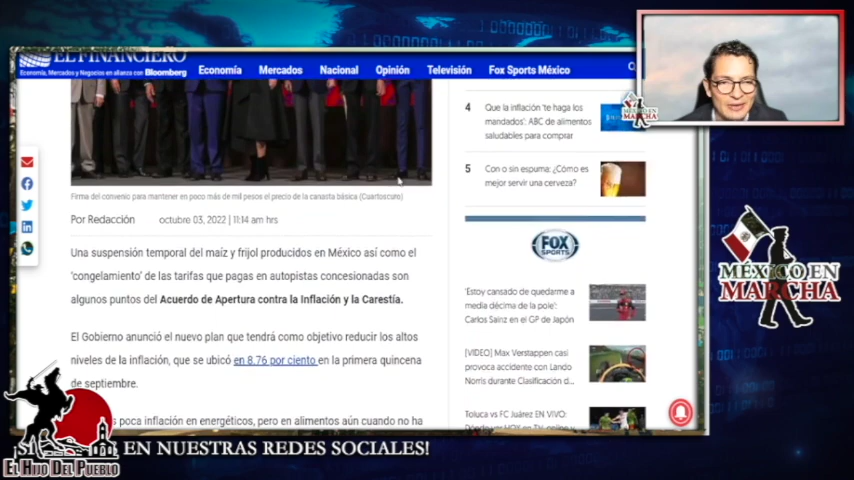 EL FINANCIERO
Economía, Mercados y Negocios en alianza con Bloomberg
Economía Mercados Nacional Opinión Televisión Fox Sports México
Firma del convenio para mantener en poco más de mil pesos el precio de la canasta básica (Cuartoscuro)
Por Redacción octubre 03, 2022 | 11:14 am hrs
Una suspensión temporal del maíz y frijol producidos en México así como el
'congelamiento' de las tarifas que pagas en autopistas concesionadas son
algunos puntos del Acuerdo de Apertura contra la Inflación y la Carestía.
El Gobierno anunció el nuevo plan que tendrá como objetivo reducir los altos
niveles de la inflación, que se ubicó en 8.76 por ciento en la primera quincena
de septiembre.
poca inflación en energéticos, pero en alimentos aún cuando no ha
4 Que la inflación 'te haga los
mandados': ABC de alimentos
saludables para comprar
5 Con o sin espuma: ¿Cómo es
mejor servir una cerveza?
FOX
SPORTS
'Estoy cansado de quedarme a
media décima de la pole':
Carlos Sainz en el GP de Japón
[VIDEO] Max Verstappen casi
provoca accidente con Lando
Norris durante Clasificación d...
Toluca vs FC Juárez EN VIVO:
MÉXICO EN
MARCHA
MÉXICO EN
MARCHA
EN NUESTRAS REDES SOCIALES!
EL HIJO DEL PUEBLO